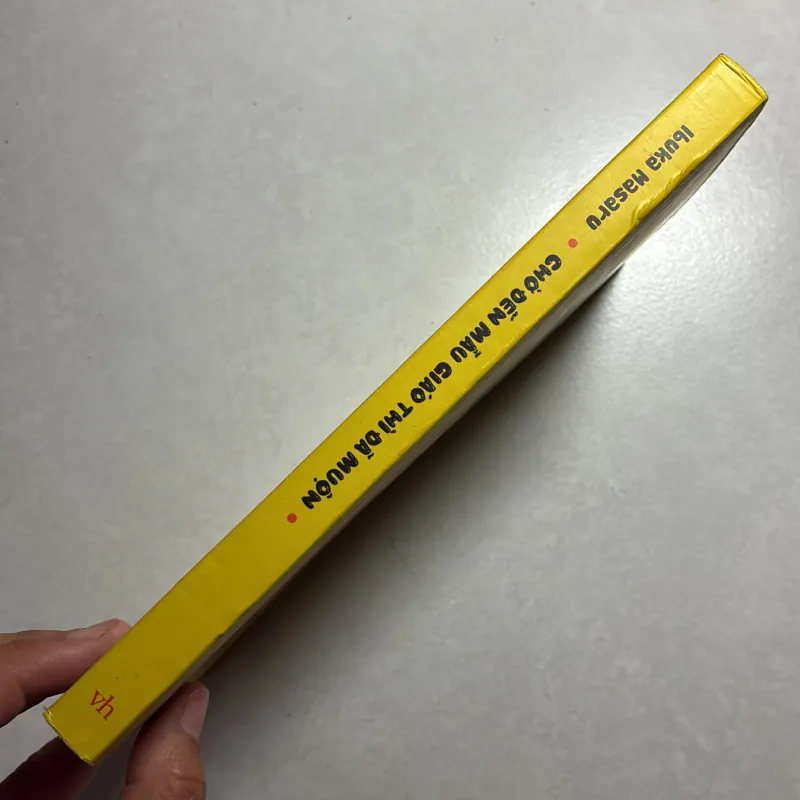 Ibuka Masaru • CHỜ ĐẾN MẪU GIÁO THÌ ĐÃ MUỘN •
vh